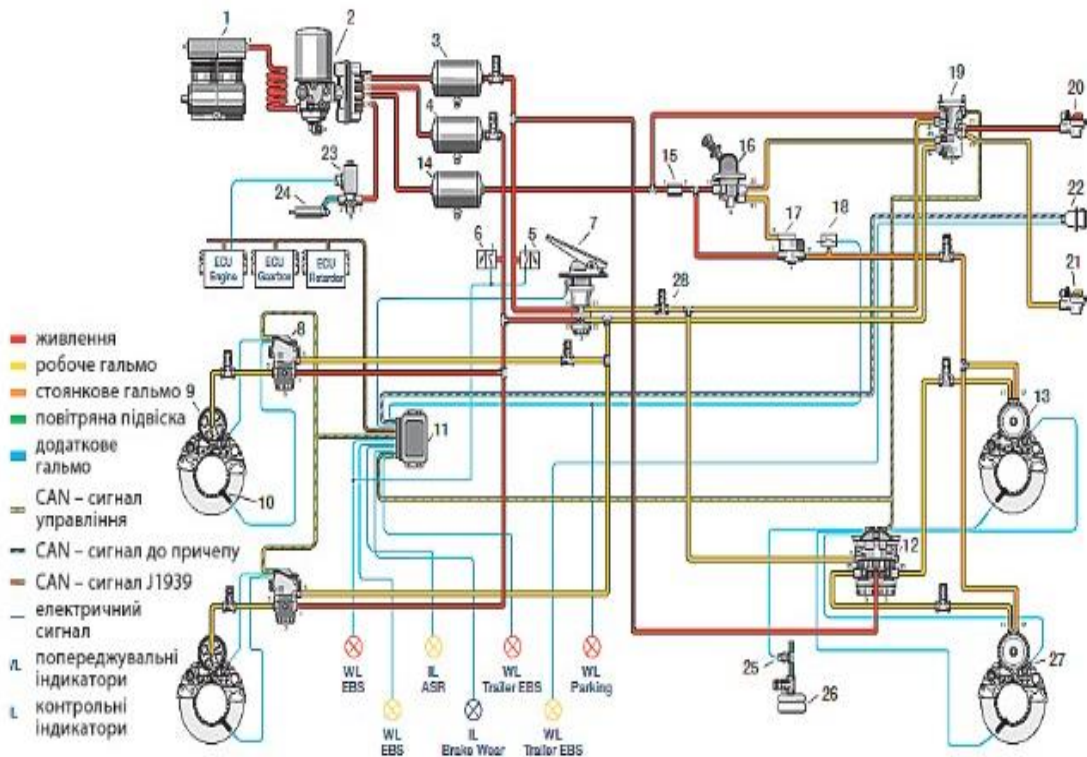 1
2
3
4
14
15
16
17
18
19
20
22
21
23
24
ECU
Engine
ECU
Gearbox
ECU
Retarder
6
5
7
28
8
9
10
11
12
13
25
26
27
живлення
робоче гальмо
стоянкове гальмо
повітряна підвіска
додаткове
гальмо
CAN – сигнал
управління
CAN – сигнал до причепу
CAN – сигнал J1939
електричний
сигнал
WL попереджувальні
індикатори
IL контрольні
індикатори
WL
EBS
IL
ASR
WL
Trailer EBS
WL
Parking
WL
EBS
IL
Brake Wear
WL
Trailer EBS